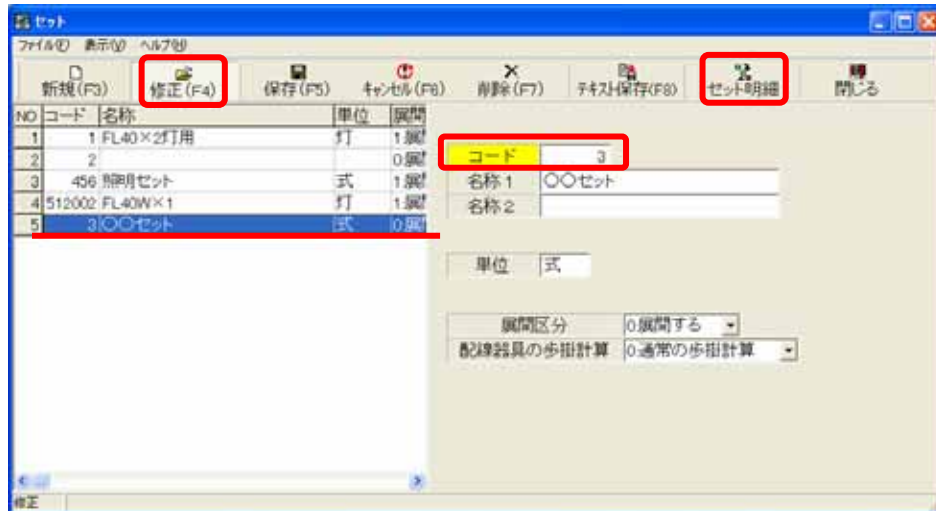 セット
ファイル(F) 表示(V) ヘルプ(H)
新規(F3) 修正(F4) 保存(F5) キャンセル(F6) 削除(F7) テキスト保存(F8) セット明細 閉じる
NO コード 名称 単位 展開
1 1 FL40×2灯用 灯 1:展
2 2 0:展
3 456 照明セット 式 1:展
4 512002 FL40W×1 灯 1:展
5 3 〇〇セット 式 0:展
コード 3
名称1 〇〇セット
名称2
単位 式
展開区分 0:展開する
配線器具の歩掛計算 0:通常の歩掛計算
修正